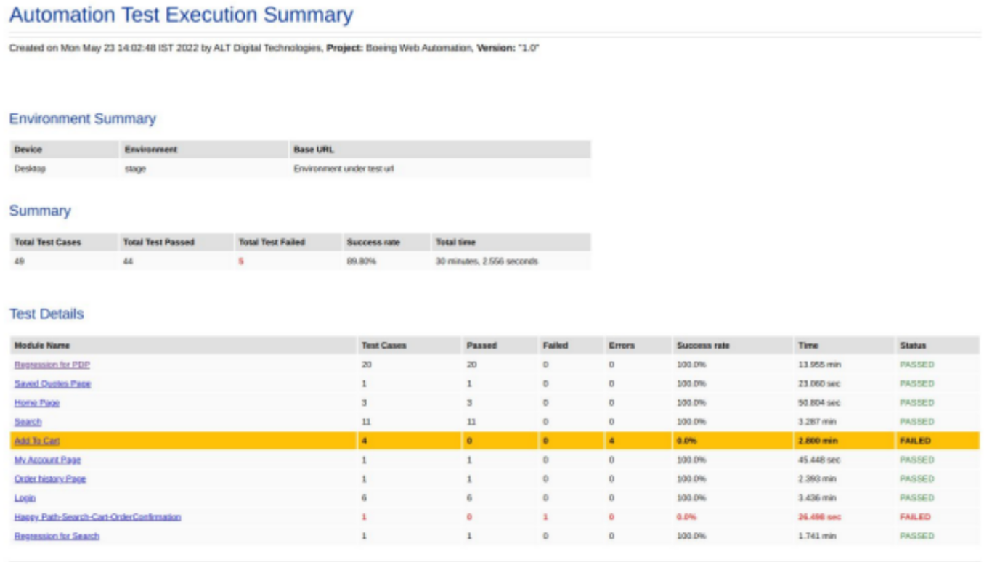 Automation Test Execution Summary
Created on Mon May 23 14:02:48 IST 2022 by ALT Digital Technologies, Project: Boeing Web Automation, Version: "1.0"
Environment Summary
Device Environment Base URL
Desktop stage Environment under test url
Summary
Total Test Cases Total Test Passed Total Test Failed Success rate Total time
49 44 5 89.80% 30 minutes, 2.556 seconds
Test Details
Module Name Test Cases Passed Failed Errors Success rate Time Status
Regression for PDP 20 20 0 0 100.0% 13.955 min PASSED
Saved Quotes Page 1 1 0 0 100.0% 23.060 sec PASSED
Home Page 3 3 0 0 100.0% 50.804 sec PASSED
Search 11 11 0 0 100.0% 3.287 min PASSED
Add To Cart 4 0 0 4 0.0% 2.800 min FAILED
My Account Page 1 1 0 0 100.0% 45.448 sec PASSED
Order history Page 1 1 0 0 100.0% 2.393 min PASSED
Login 6 6 0 0 100.0% 3.436 min PASSED
Happy Path-Search-Cart-OrderConfirmation 1 0 1 0 0.0% 26.498 sec FAILED
Regression for Search 1 1 0 0 100.0% 1.741 min PASSED